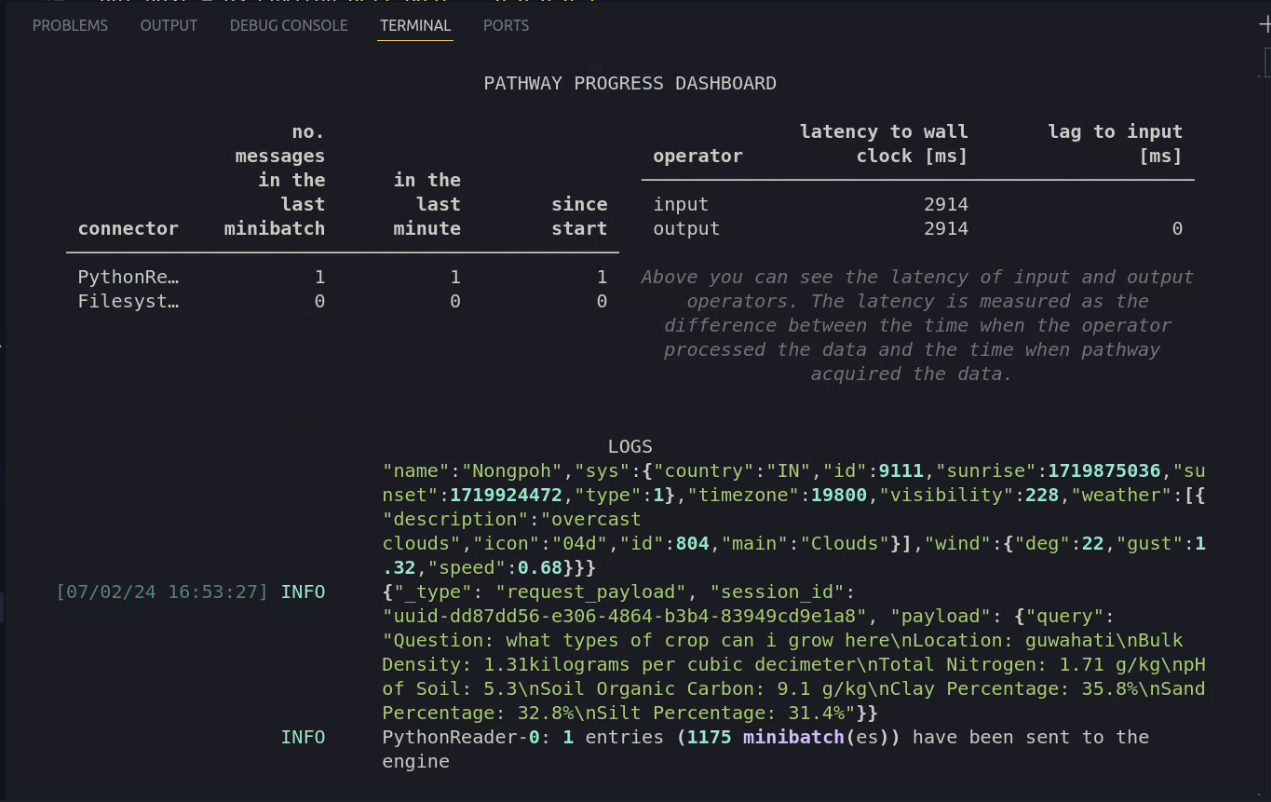 PROBLEMS OUTPUT DEBUG CONSOLE TERMINAL PORTS
PATHWAY PROGRESS DASHBOARD
no.
messages
in the in the
last last since
connector minibatch minute start
PythonRe… 1 1 1
Filesyst… 0 0 0
latency to wall lag to input
operator clock [ms] [ms]
input 2914
output 2914 0
Above you can see the latency of input and output
operators. The latency is measured as the
difference between the time when the operator
processed the data and the time when pathway
acquired the data.
LOGS
"name":"Nongpoh","sys":{"country":"IN","id":9111,"sunrise":1719875036,"su
nset":1719924472,"type":1},"timezone":19800,"visibility":228,"weather":[{
"description":"overcast
clouds","icon":"04d","id":804,"main":"Clouds"}],"wind":{"deg":22,"gust":1
.32,"speed":0.68}}}
[07/02/24 16:53:27] INFO {"_type": "request_payload", "session_id":
"uuid-dd87dd56-e306-4864-b3b4-83949cd9e1a8", "payload": {"query":
"Question: what types of crop can i grow here\nLocation: guwahati\nBulk
Density: 1.31kilograms per cubic decimeter\nTotal Nitrogen: 1.71 g/kg\npH
of Soil: 5.3\nSoil Organic Carbon: 9.1 g/kg\nClay Percentage: 35.8%\nSand
Percentage: 32.8%\nSilt Percentage: 31.4%"}}
INFO PythonReader-0: 1 entries (1175 minibatch(es)) have been sent to the
engine